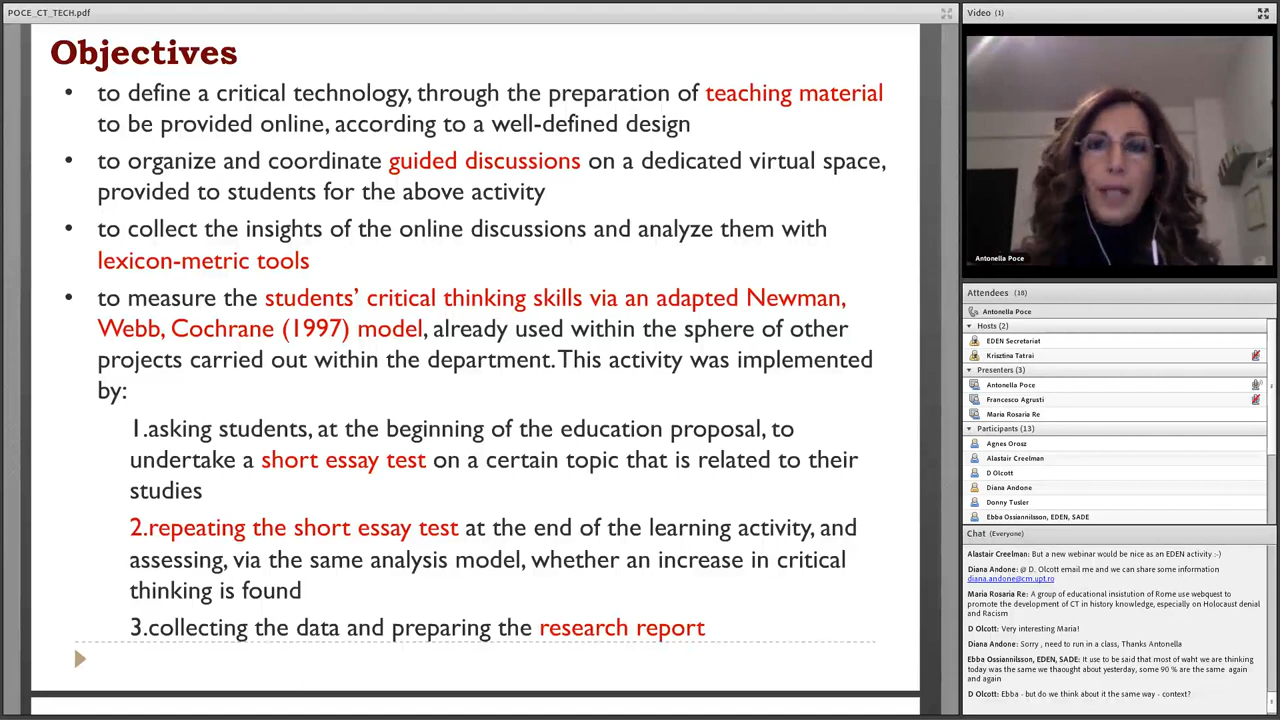 POCE_CT_TECH.pdf
Objectives
• to define a critical technology, through the preparation of teaching material
to be provided online, according to a well-defined design
• to organize and coordinate guided discussions on a dedicated virtual space,
provided to students for the above activity
• to collect the insights of the online discussions and analyze them with
lexicon-metric tools
• to measure the students’ critical thinking skills via an adapted Newman,
Webb, Cochrane (1997) model, already used within the sphere of other
projects carried out within the department. This activity was implemented
by:
1.asking students, at the beginning of the education proposal, to
undertake a short essay test on a certain topic that is related to their
studies
2.repeating the short essay test at the end of the learning activity, and
assessing, via the same analysis model, whether an increase in critical
thinking is found
3.collecting the data and preparing the research report
Video (1)
Antonella Poce
Attendees (18)
Antonella Poce
Hosts (2)
EDEN Secretariat
Krisztina Tatrai
Presenters (3)
Antonella Poce
Francesco Agrusti
Maria Rosaria Re
Participants (13)
Agnes Orosz
Alastair Creelman
D Olcott
Diana Andone
Donny Tusler
Ebba Ossiannilsson, EDEN, SADE
Chat (Everyone)
Alastair Creelman: But a new webinar would be nice as an EDEN activity :-)
Diana Andone: @ D. Olcott email me and we can share some information
diana.andone@cm.upt.ro
Maria Rosaria Re: A group of educational insistution of Rome use webquest to
promote the development of CT in history knowledge, especially on Holocaust denial
and Racism
D Olcott: Very interesting Maria!
Diana Andone: Sorry , need to run in a class, Thanks Antonella
Ebba Ossiannilsson, EDEN, SADE: It use to be said that most of waht we are thinking
today was the same we thaought about yesterday, some 90 % are the same again
and again
D Olcott: Ebba - but do we think about it the same way - context?